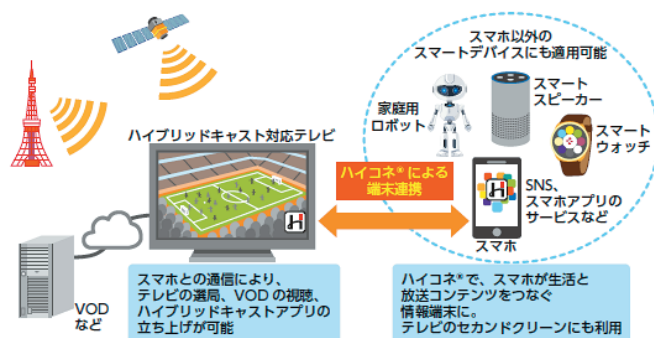 スマホ以外の
スマートデバイスにも適用可能
家庭用
ロボット
スマート
スピーカー
スマート
ウォッチ
ハイブリッドキャスト対応テレビ
ハイコネ®による
端末連携
SNS、
スマホアプリの
サービスなど
スマホ
VOD
など
スマホとの通信により、
テレビの選局、VODの視聴、
ハイブリッドキャストアプリの
立ち上げが可能
ハイコネ®で、スマホが生活と
放送コンテンツをつなぐ
情報端末に。
テレビのセカンドクリーンにも利用